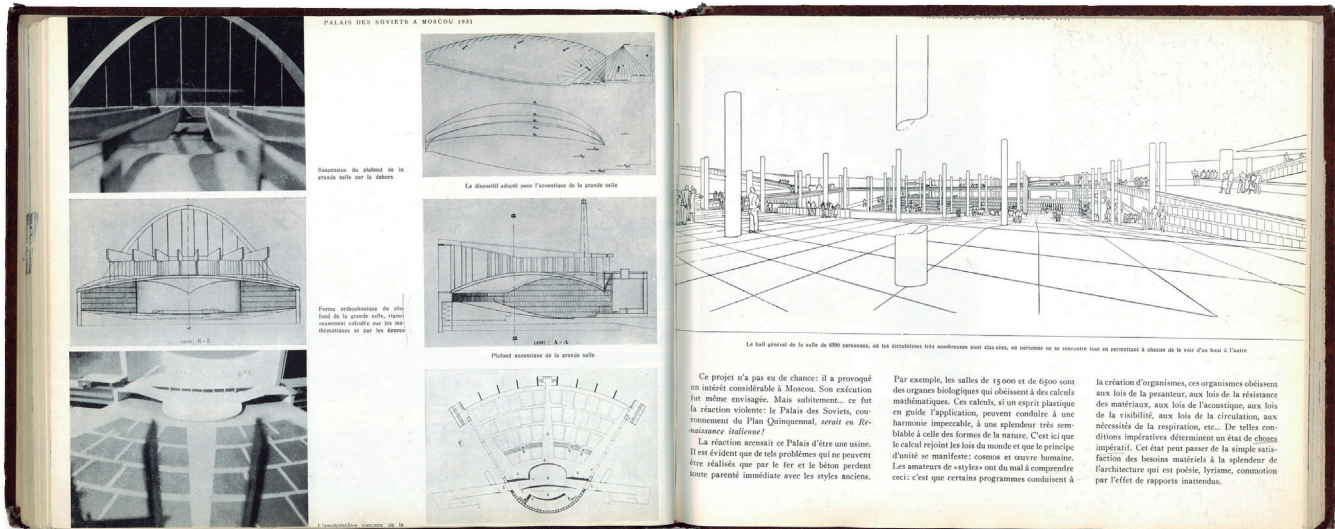 PALAIS DES SOVIETS A MOSCOU 1931
Suspension du plafond de la
grande salle par le dehors
Le dispositif adopté pour l'acoustique de la grande salle
Forme orthophonique du pla-
fond de la grande salle, rigou-
reusement calculée par les ma-
thématiques et par les épures
coupe: E - E
coupe: A - A
Plafond acoustique de la grande salle
L'amphithéâtre concave de la
PALAIS DES SOVIETS A MOSCOU 1931
Le hall général de la salle de 6500 personnes, où les circulations très nombreuses sont classées, où personne ne se rencontre tout en permettant à chacun de le voir d'un bout à l'autre
Ce projet n'a pas eu de chance: il a provoqué
un intérêt considérable à Moscou. Son exécution
fut même envisagée. Mais subitement... ce fut
la réaction violente: le Palais des Soviets, cou-
ronnement du Plan Quinquennal, serait en Re-
naissance italienne!
La réaction accusait ce Palais d'être une usine.
Il est évident que de tels problèmes qui ne peuvent
être réalisés que par le fer et le béton perdent
toute parenté immédiate avec les styles anciens.
Par exemple, les salles de 15 000 et de 6500 sont
des organes biologiques qui obéissent à des calculs
mathématiques. Ces calculs, si un esprit plastique
en guide l'application, peuvent conduire à une
harmonie impeccable, à une splendeur très sem-
blable à celle des formes de la nature. C'est ici que
le calcul rejoint les lois du monde et que le principe
d'unité se manifeste: cosmos et œuvre humaine.
Les amateurs de «styles» ont du mal à comprendre
ceci: c'est que certains programmes conduisent à
la création d'organismes, ces organismes obéissent
aux lois de la pesanteur, aux lois de la résistance
des matériaux, aux lois de l'acoustique, aux lois
de la visibilité, aux lois de la circulation, aux
nécessités de la respiration, etc... De telles con-
ditions impératives déterminent un état de choses
impératif. Cet état peut passer de la simple satis-
faction des besoins matériels à la splendeur de
l'architecture qui est poésie, lyrisme, commotion
par l'effet de rapports inattendus.